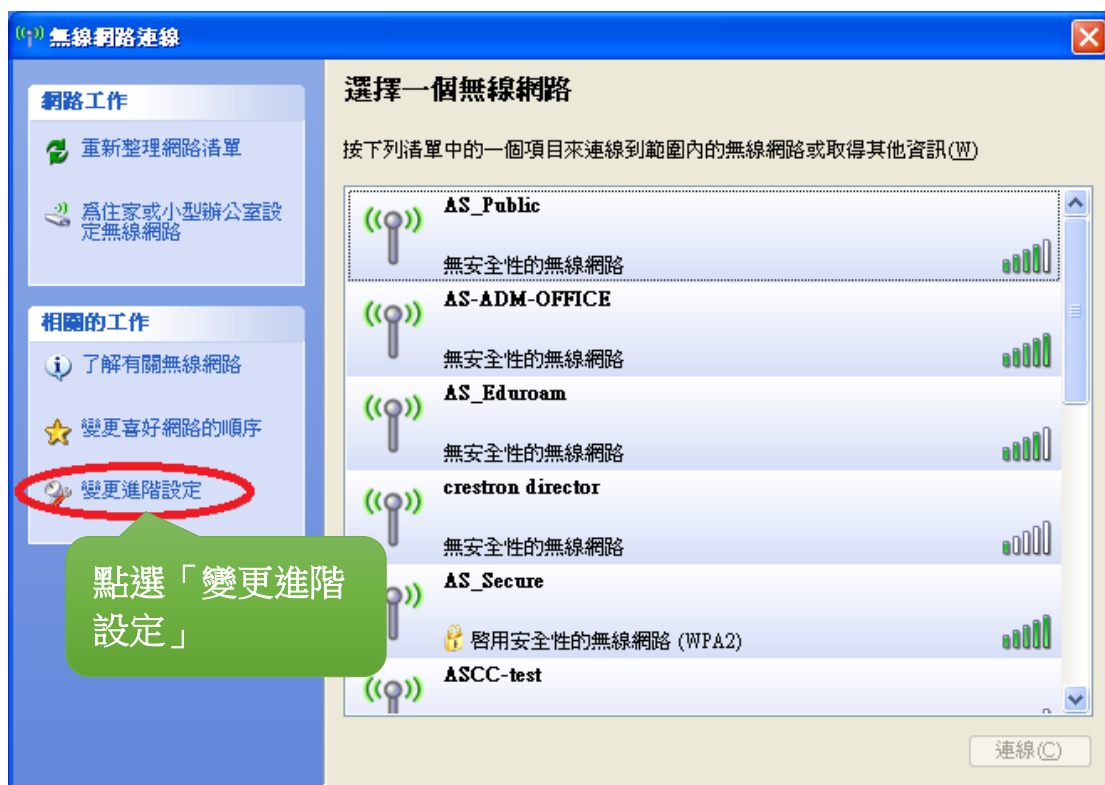 無線網路連線
網路工作
重新整理網路清單
為住家或小型辦公室設
定無線網路
相關的工作
了解有關無線網路
變更喜好網路的順序
變更進階設定
點選「變更進階
設定」
選擇一個無線網路
按下列清單中的一個項目來連線到範圍內的無線網路或取得其他資訊(W)
AS_Public
無安全性的無線網路
AS-ADM-OFFICE
無安全性的無線網路
AS_Eduroam
無安全性的無線網路
crestron director
無安全性的無線網路
AS_Secure
啓用安全性的無線網路 (WPA2)
ASCC-test
連線(C)